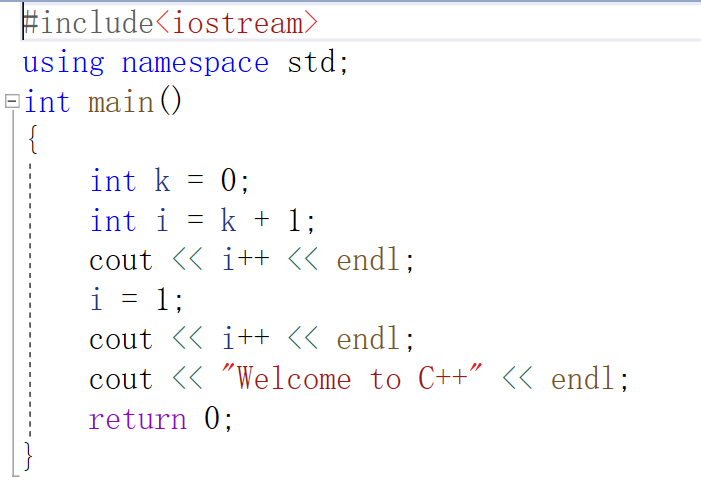 #include<iostream>
using namespace std;
int main()
{
int k = 0;
int i = k + 1;
cout << i++ << endl;
i = 1;
cout << i++ << endl;
cout << "Welcome to C++" << endl;
return 0;
}